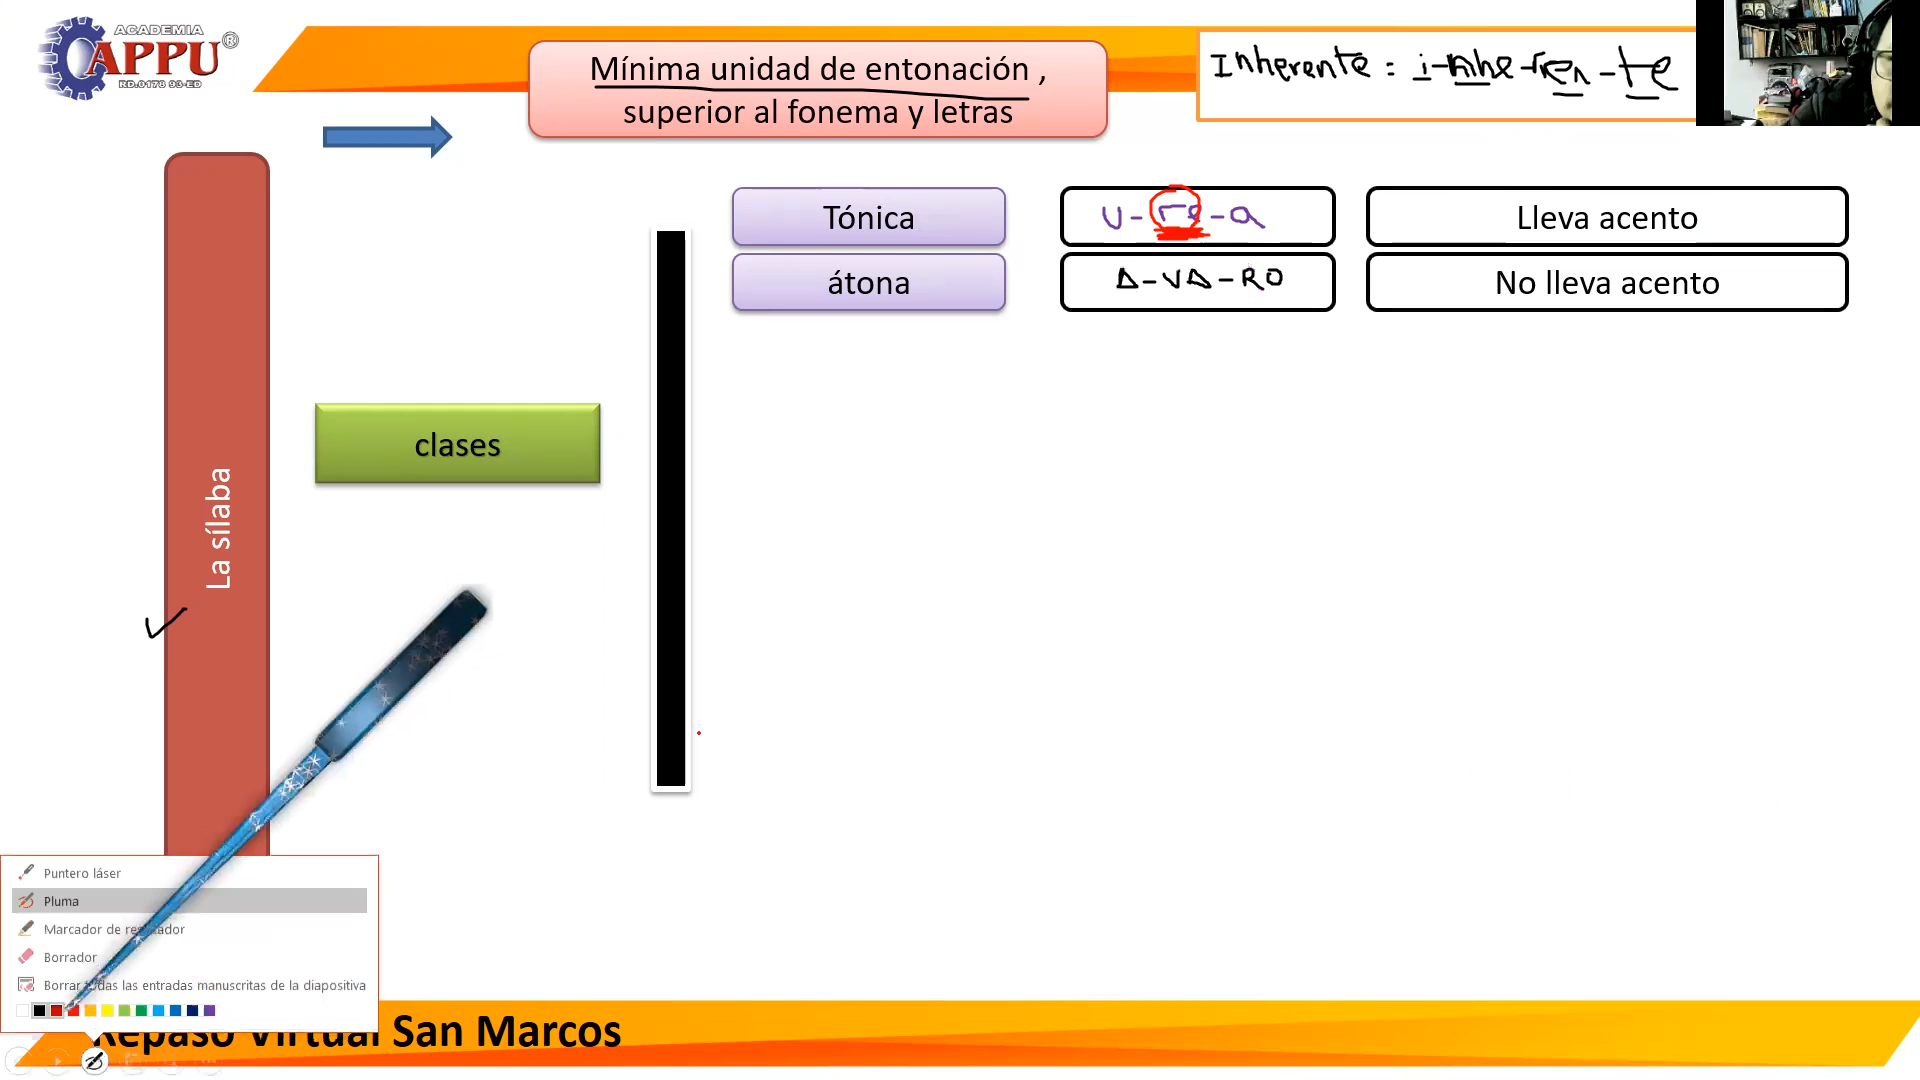 ACADEMIA
APPU®
RD.0178 93-ED
Mínima unidad de entonación ,
superior al fonema y letras
Inherente : i-nhe-ren-te
Tónica
U-re-a
Lleva acento
átona
A-VA-RO
No lleva acento
clases
La sílaba
Puntero láser
Pluma
Marcador de resaltador
Borrador
Borrar todas las entradas manuscritas de la diapositiva
Repaso Virtual San Marcos